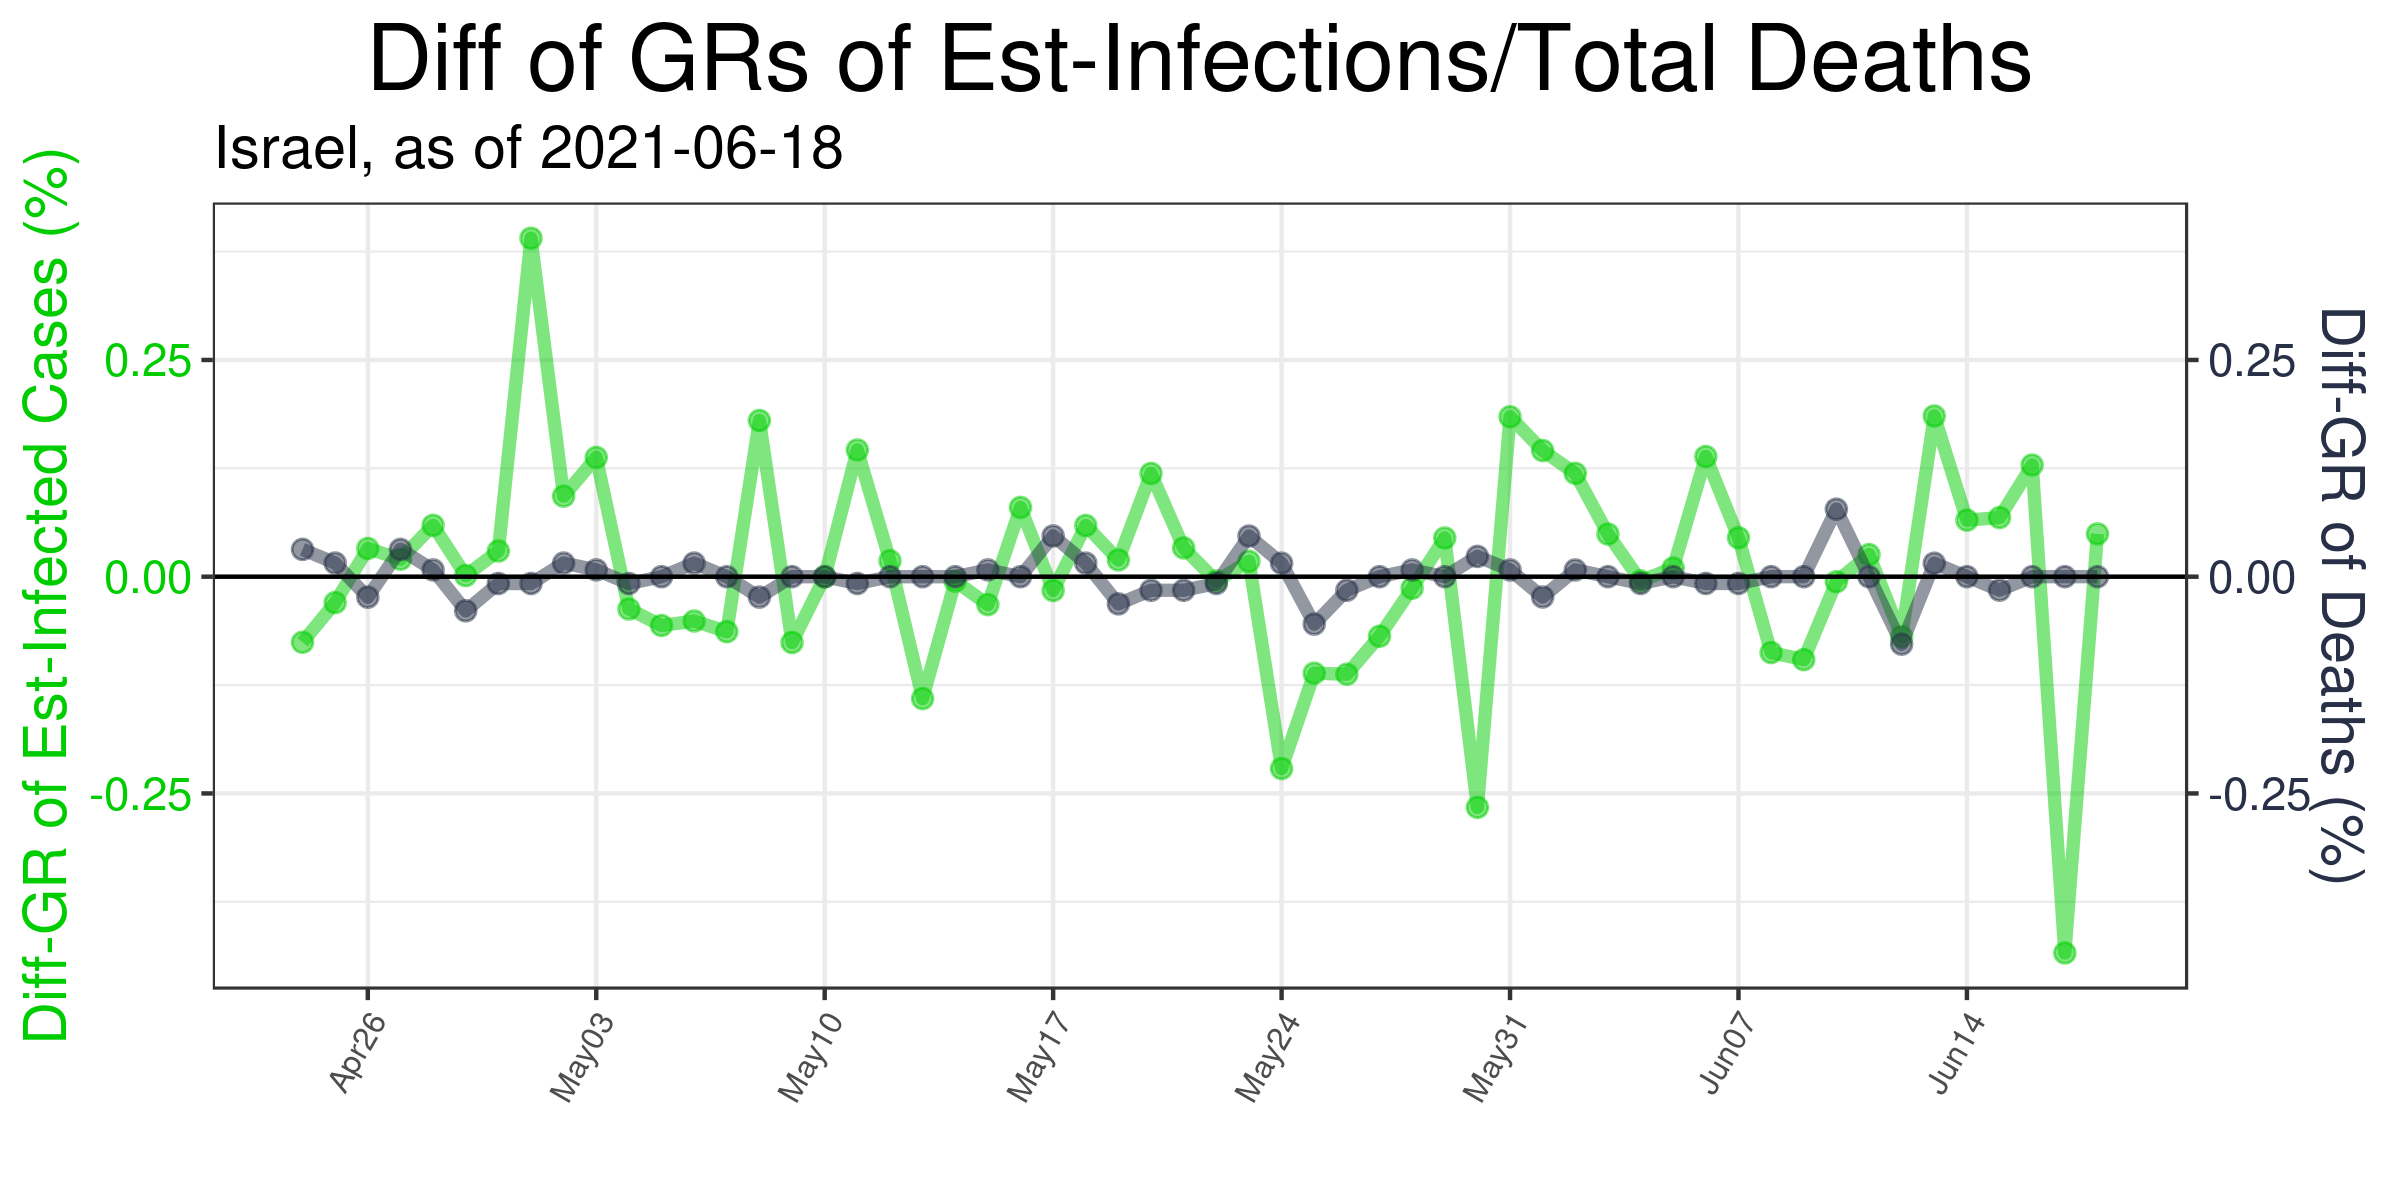 Diff of GRs of Est-Infections/Total Deaths
Israel, as of 2021-06-18
Diff-GR of Est-Infected Cases (%)
0.25
0.00
-0.25
0.25
0.00
-0.25
Diff-GR of Deaths (%)
Apr26
May03
May10
May17
May24
May31
Jun07
Jun14